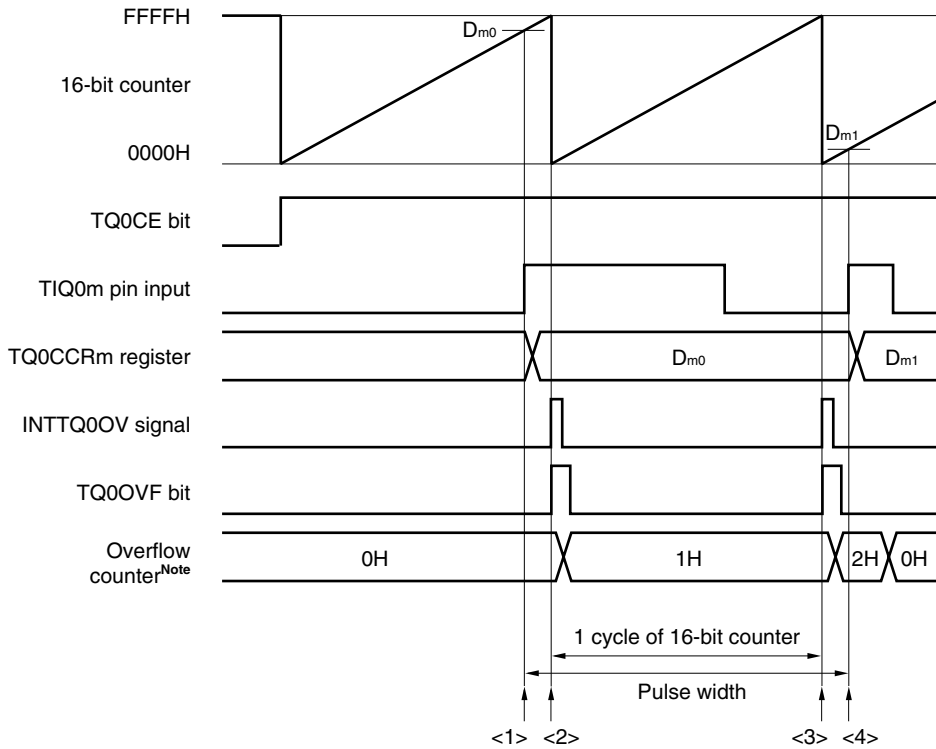 FFFFH
Dm0
16-bit counter
Dm1
0000H
TQ0CE bit
TIQ0m pin input
TQ0CCRm register
Dm0
Dm1
INTTQ0OV signal
TQ0OVF bit
Overflow
counterNote
0H
1H
2H
0H
1 cycle of 16-bit counter
Pulse width
<1> <2> <3> <4>